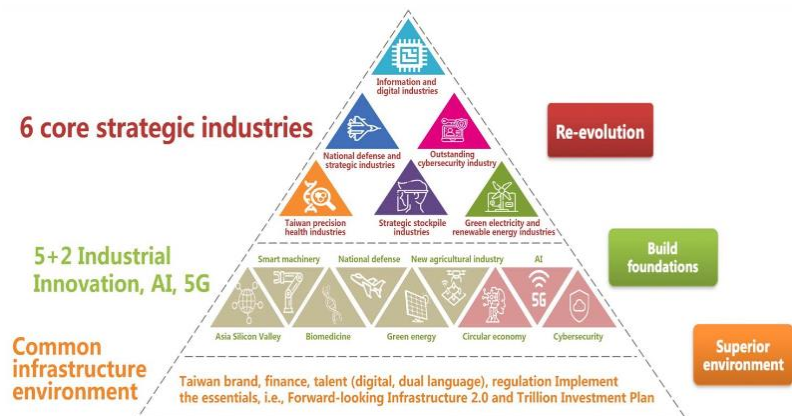 Information and
digital industries
6 core strategic industries
National defense and
strategic industries
Outstanding
cybersecurity industry
Re-evolution
Taiwan precision
health industries
Strategic stockpile
industries
Green electricity and
renewable energy industries
5+2 Industrial
Innovation, AI, 5G
Smart machinery
National defense
New agricultural industry
AI
5G
Asia Silicon Valley
Biomedicine
Green energy
Circular economy
Cybersecurity
Build
foundations
Common
infrastructure
environment
Taiwan brand, finance, talent (digital, dual language), regulation Implement
the essentials, i.e., Forward-looking Infrastructure 2.0 and Trillion Investment Plan
Superior
environment